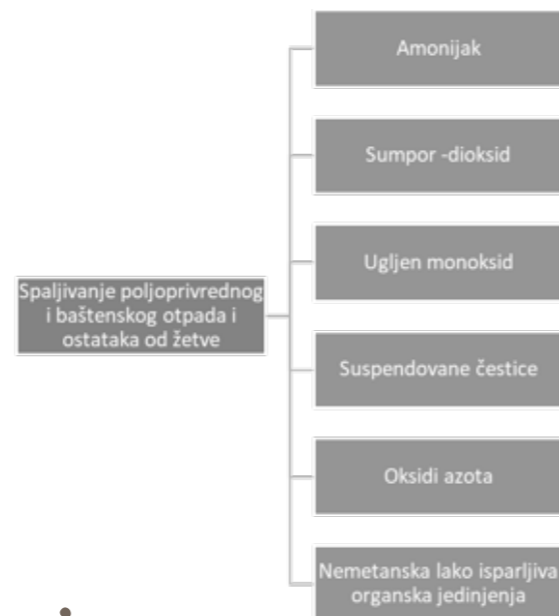 Amonijak
Sumpor -dioksid
Ugljen monoksid
Spaljivanje poljoprivrednog
i baštenskog otpada i
ostataka od žetve
Suspendovane čestice
Oksidi azota
Nemetanska lako isparljiva
organska jedinjenja